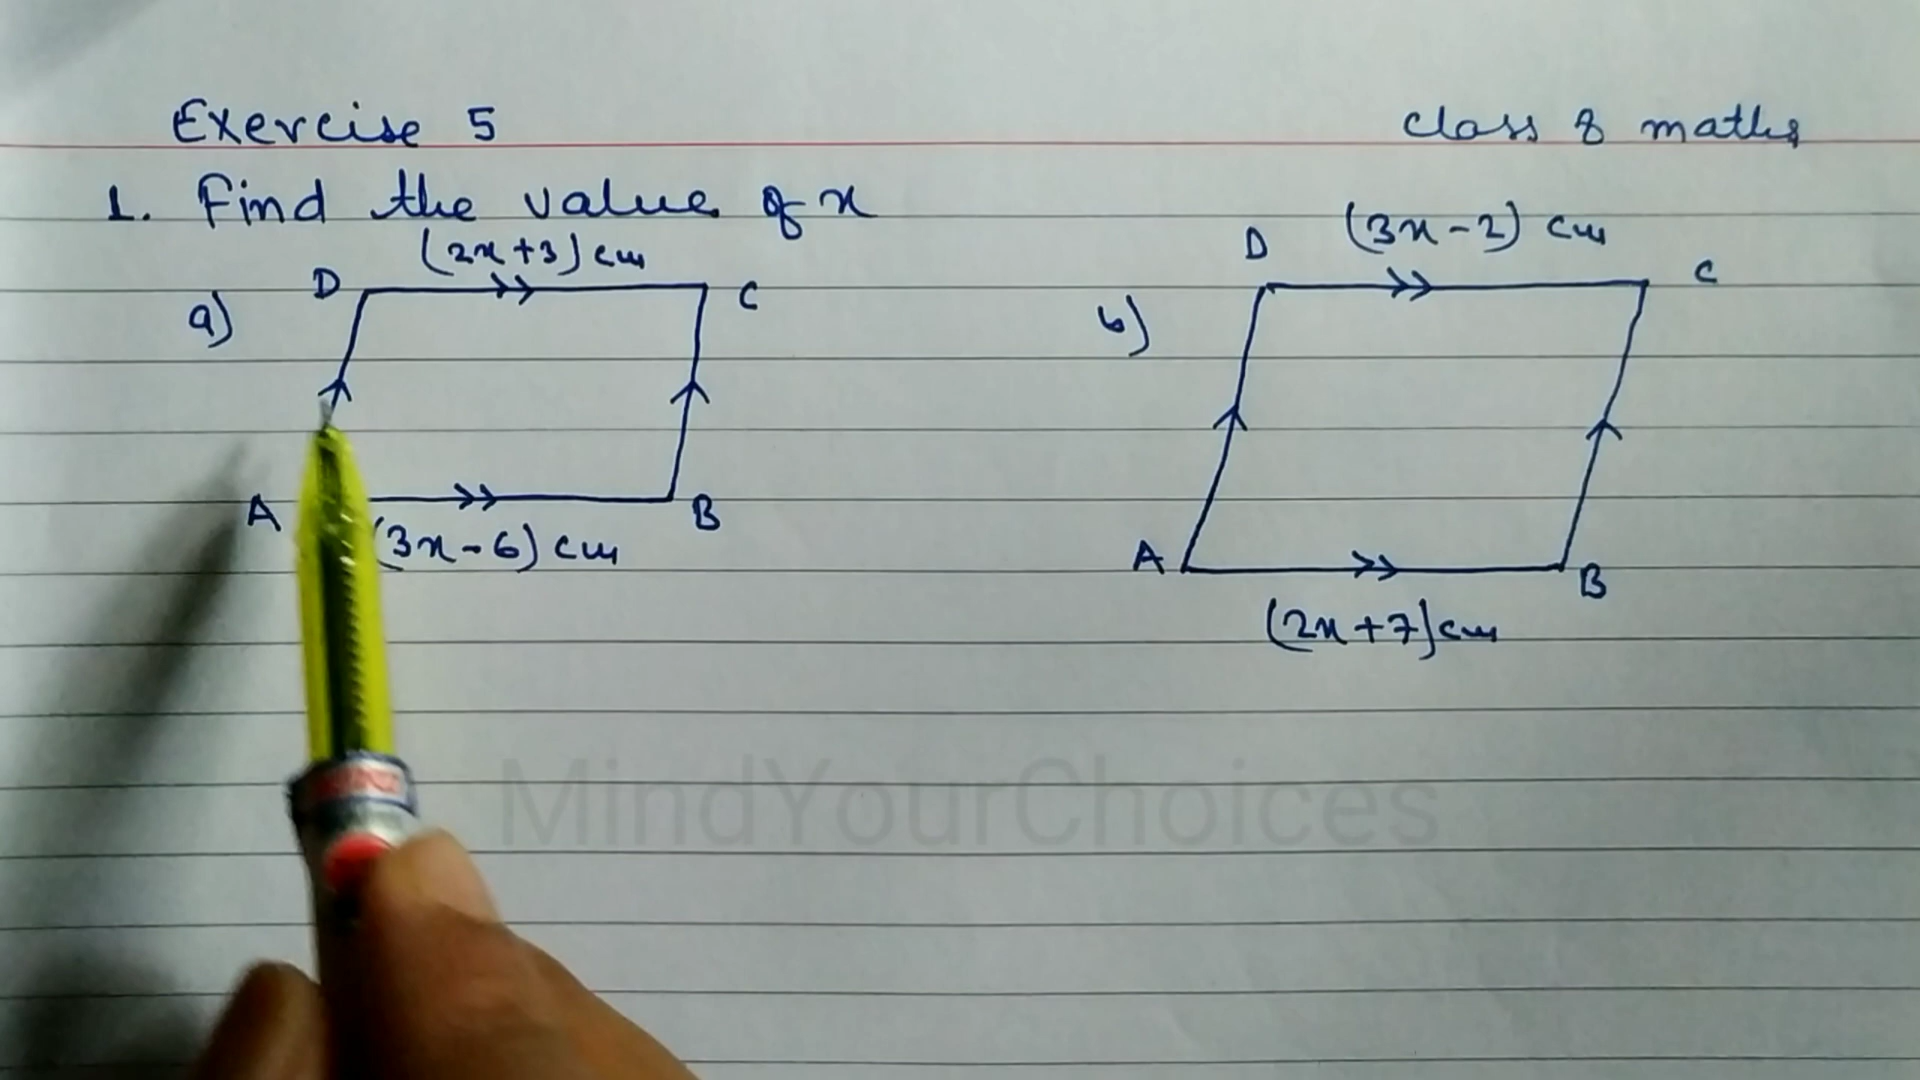 Exercise 5
class 8 maths
1. Find the value of x
a)
(2x+3) cm
D
C
A
B
(3x-6) cm
b)
(3x-2) cm
D
C
A
B
(2x+7) cm
MindYourChoices